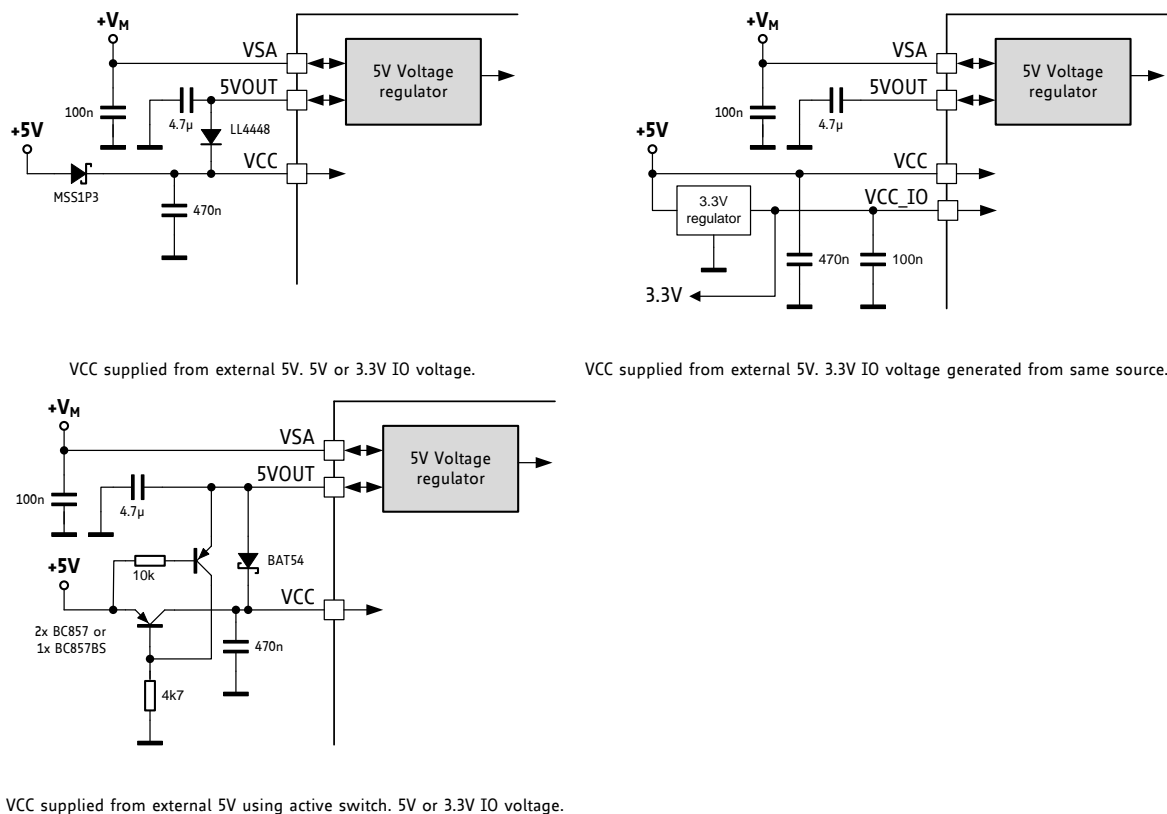 +VM
VSA
5V Voltage
regulator
5VOUT
100n
4.7µ
LL4448
+5V
VCC
MSS1P3
470n
VCC supplied from external 5V. 5V or 3.3V IO voltage.
+VM
VSA
5V Voltage
regulator
5VOUT
100n
4.7µ
+5V
VCC
3.3V
regulator
VCC_IO
470n
100n
3.3V
VCC supplied from external 5V. 3.3V IO voltage generated from same source.
+VM
VSA
5V Voltage
regulator
5VOUT
100n
4.7µ
+5V
10k
BAT54
VCC
2x BC857 or
1x BC857BS
470n
4k7
VCC supplied from external 5V using active switch. 5V or 3.3V IO voltage.